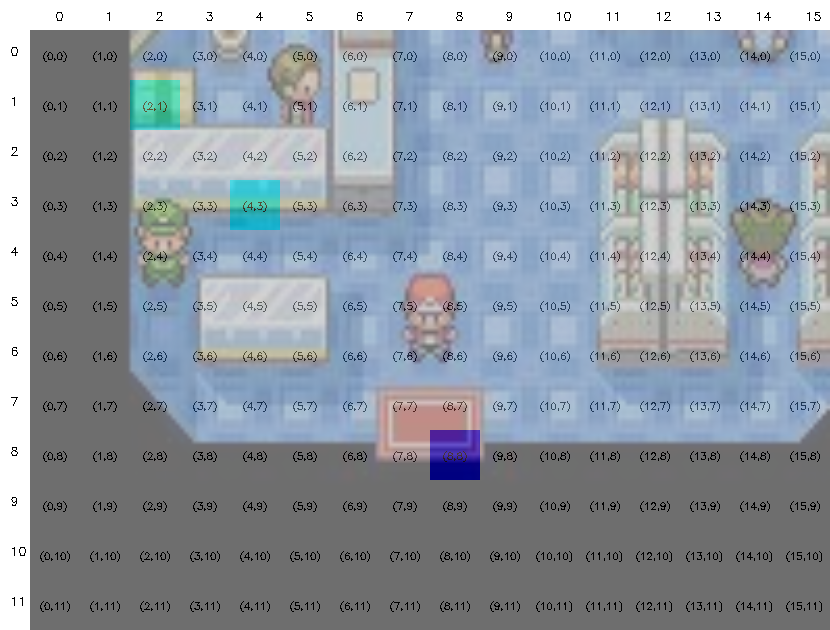 0 1 2 3 4 5 6 7 8 9 10 11 12 13 14 15
0 (0,0) (1,0) (2,0) (3,0) (4,0) (5,0) (6,0) (7,0) (8,0) (9,0) (10,0) (11,0) (12,0) (13,0) (14,0) (15,0)
1 (0,1) (1,1) (2,1) (3,1) (4,1) (5,1) (6,1) (7,1) (8,1) (9,1) (10,1) (11,1) (12,1) (13,1) (14,1) (15,1)
2 (0,2) (1,2) (2,2) (3,2) (4,2) (5,2) (6,2) (7,2) (8,2) (9,2) (10,2) (11,2) (12,2) (13,2) (14,2) (15,2)
3 (0,3) (1,3) (2,3) (3,3) (4,3) (5,3) (6,3) (7,3) (8,3) (9,3) (10,3) (11,3) (12,3) (13,3) (14,3) (15,3)
4 (0,4) (1,4) (2,4) (3,4) (4,4) (5,4) (6,4) (7,4) (8,4) (9,4) (10,4) (11,4) (12,4) (13,4) (14,4) (15,4)
5 (0,5) (1,5) (2,5) (3,5) (4,5) (5,5) (6,5) (7,5) (8,5) (9,5) (10,5) (11,5) (12,5) (13,5) (14,5) (15,5)
6 (0,6) (1,6) (2,6) (3,6) (4,6) (5,6) (6,6) (7,6) (8,6) (9,6) (10,6) (11,6) (12,6) (13,6) (14,6) (15,6)
7 (0,7) (1,7) (2,7) (3,7) (4,7) (5,7) (6,7) (7,7) (8,7) (9,7) (10,7) (11,7) (12,7) (13,7) (14,7) (15,7)
8 (0,8) (1,8) (2,8) (3,8) (4,8) (5,8) (6,8) (7,8) (8,8) (9,8) (10,8) (11,8) (12,8) (13,8) (14,8) (15,8)
9 (0,9) (1,9) (2,9) (3,9) (4,9) (5,9) (6,9) (7,9) (8,9) (9,9) (10,9) (11,9) (12,9) (13,9) (14,9) (15,9)
10 (0,10) (1,10) (2,10) (3,10) (4,10) (5,10) (6,10) (7,10) (8,10) (9,10) (10,10) (11,10) (12,10) (13,10) (14,10) (15,10)
11 (0,11) (1,11) (2,11) (3,11) (4,11) (5,11) (6,11) (7,11) (8,11) (9,11) (10,11) (11,11) (12,11) (13,11) (14,11) (15,11)